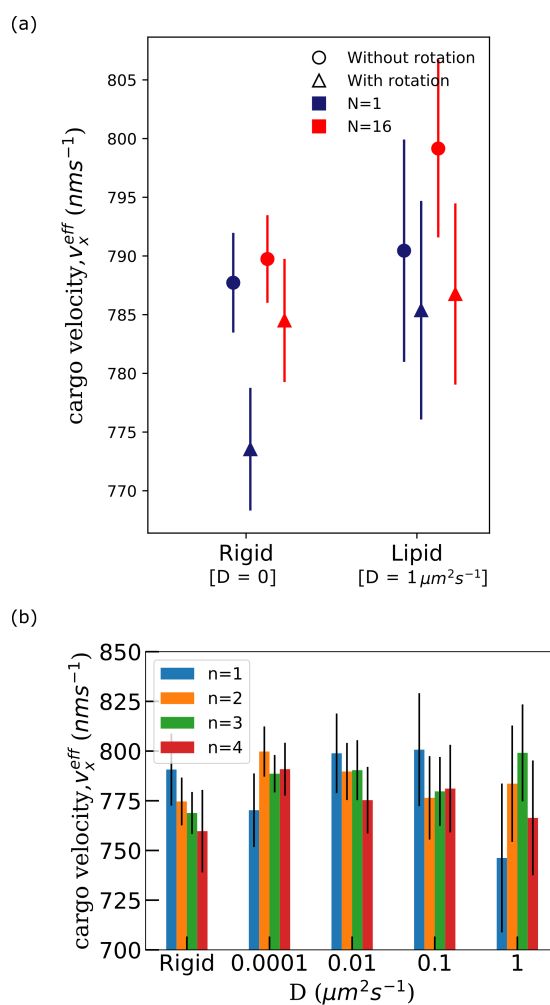 (a)
cargo velocity,$v_x^{eff}$ ($nms^{-1}$)
805
800
795
790
785
780
775
770
Without rotation
With rotation
N=1
N=16
Rigid
[D = 0]
Lipid
[D = 1 $\mu m^2 s^{-1}$]
(b)
cargo velocity,$v_x^{eff}$ ($nms^{-1}$)
850
825
800
775
750
725
700
n=1
n=2
n=3
n=4
Rigid 0.0001 0.01 0.1 1
D ($\mu m^2 s^{-1}$)